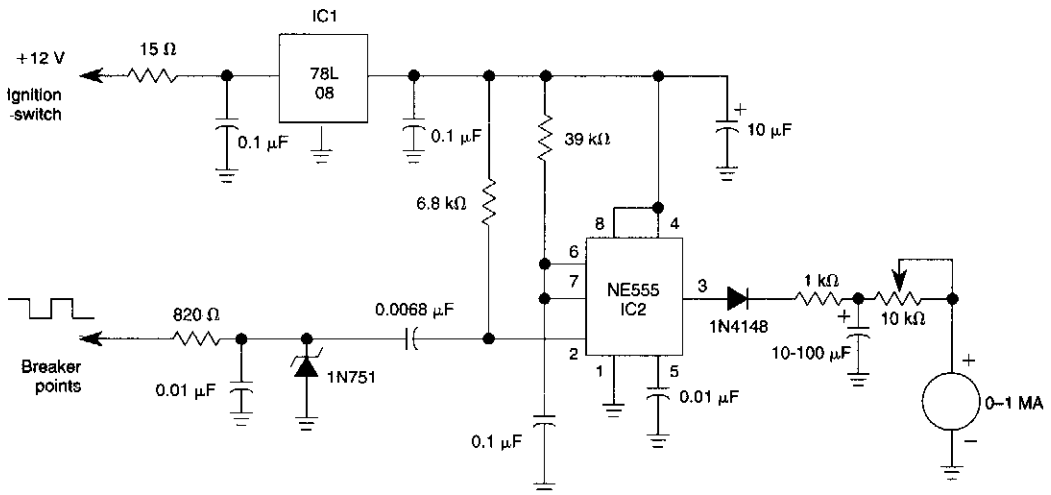 IC1
+12 V
15 Ω
78L
08
Ignition
-switch
0.1 µF
0.1 µF
39 kΩ
10 µF
6.8 kΩ
8
4
6
7
NE555
IC2
3
1 kΩ
1N4148
10 kΩ
820 Ω
0.0068 µF
2
10-100 µF
+
+
Breaker
points
0.01 µF
1N751
1
5
0.01 µF
+
0–1 MA
–
0.1 µF